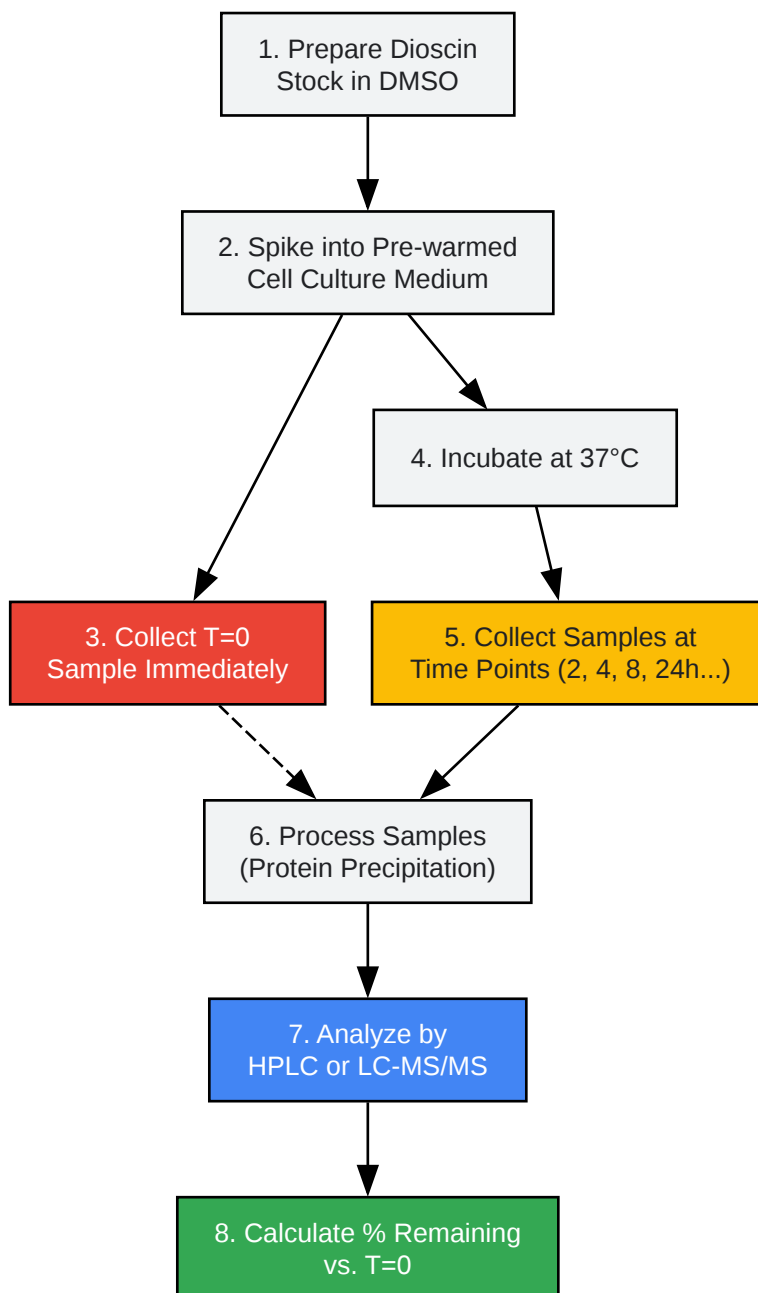 1. Prepare Dioscin
Stock in DMSO
2. Spike into Pre-warmed
Cell Culture Medium
4. Incubate at 37°C
3. Collect T=0
Sample Immediately
5. Collect Samples at
Time Points (2, 4, 8, 24h...)
6. Process Samples
(Protein Precipitation)
7. Analyze by
HPLC or LC-MS/MS
8. Calculate % Remaining
vs. T=0